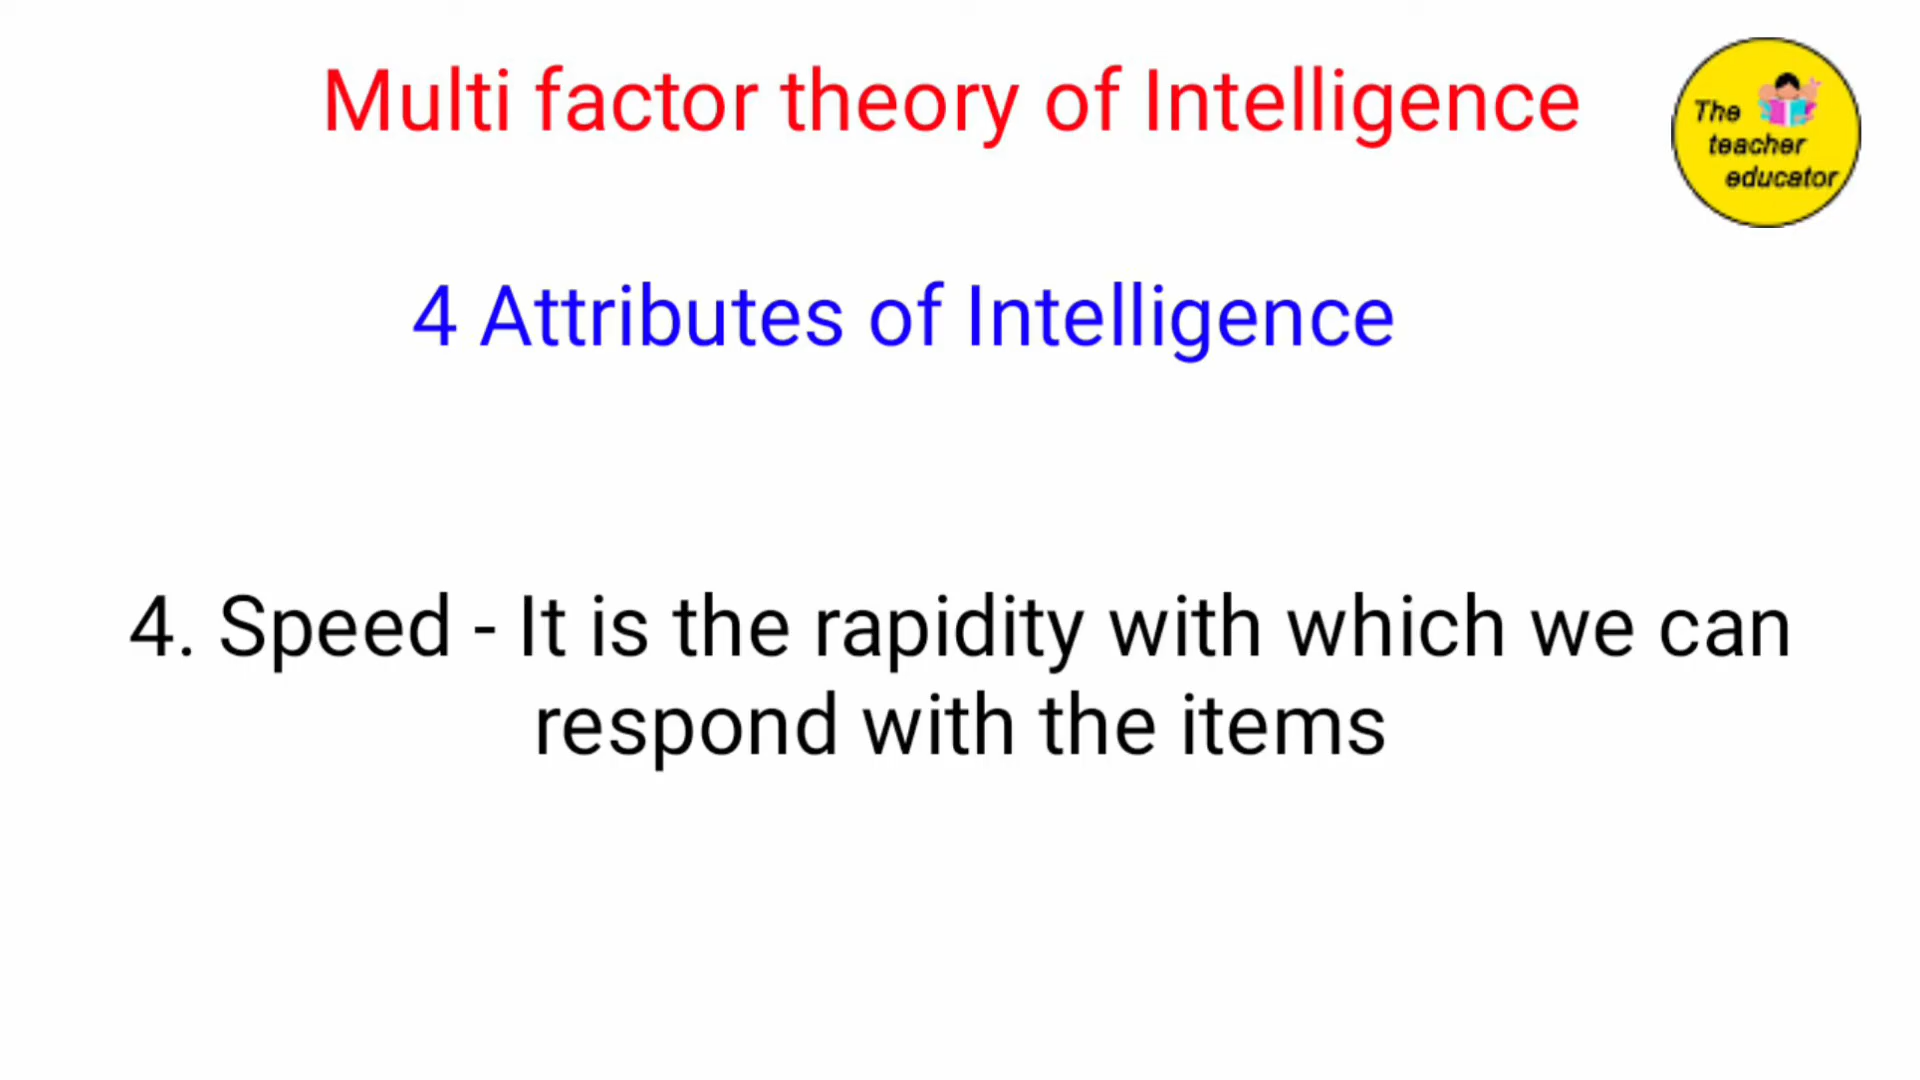 Multi factor theory of Intelligence
The
teacher
educator
4 Attributes of Intelligence
4. Speed - It is the rapidity with which we can
respond with the items